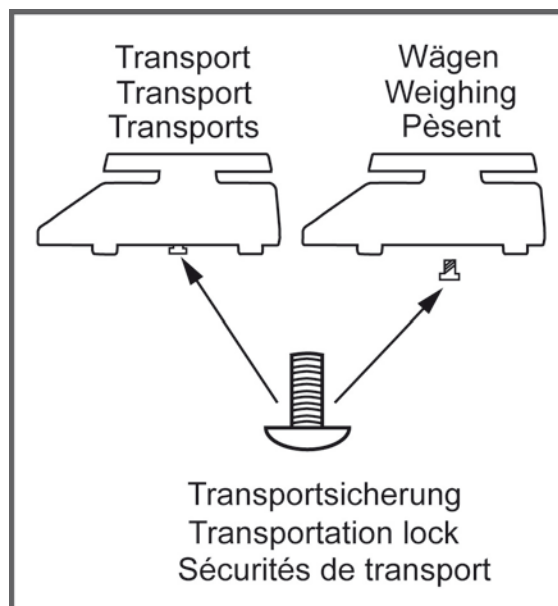 Transport
Transport
Transports
Wägen
Weighing
Pèsent
Transportsicherung
Transportation lock
Sécurités de transport